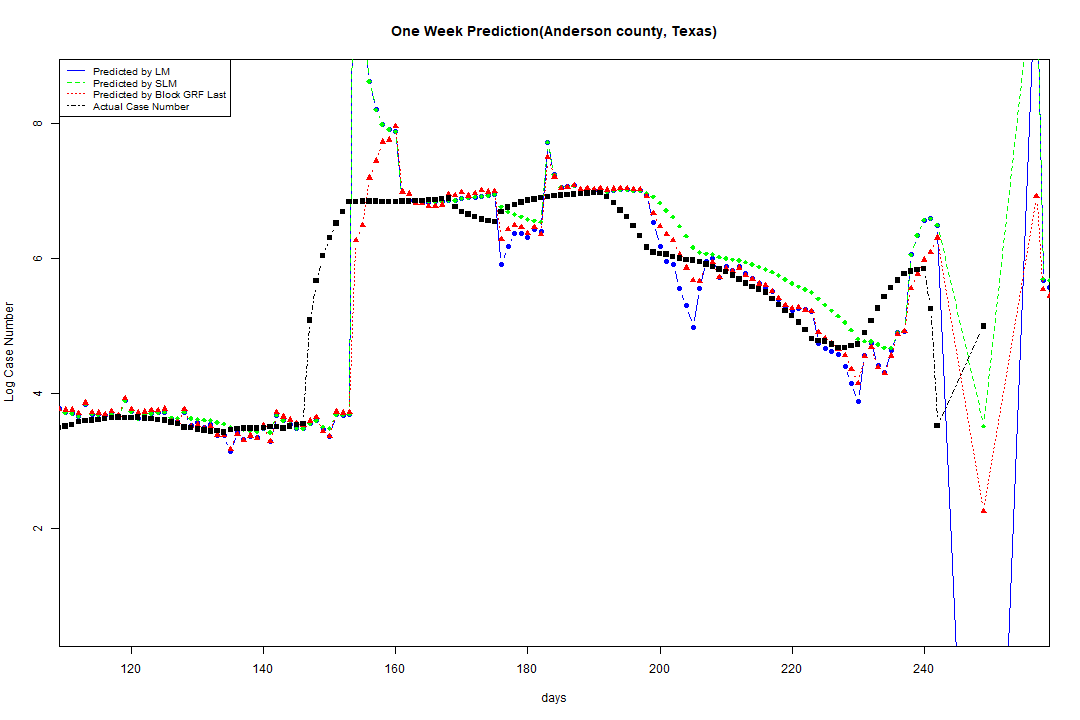 One Week Prediction(Anderson county, Texas)
Predicted by LM
Predicted by SLM
Predicted by Block GRF Last
Actual Case Number
8
6
4
2
Log Case Number
120 140 160 180 200 220 240
days